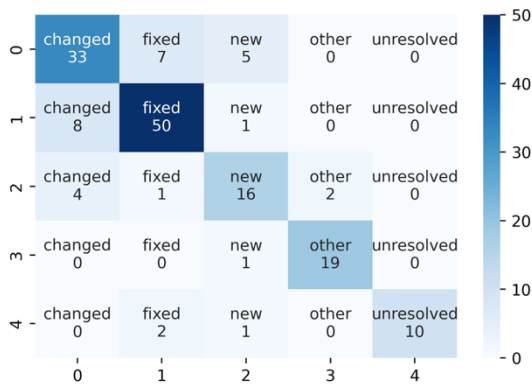 50
changed fixed new other unresolved
0 33 7 5 0 0
40
changed fixed new other unresolved
1 8 50 1 0 0
30
changed fixed new other unresolved
2 4 1 16 2 0
20
changed fixed new other unresolved
3 0 0 1 19 0
10
changed fixed new other unresolved
4 0 2 1 0 10
0
0 1 2 3 4